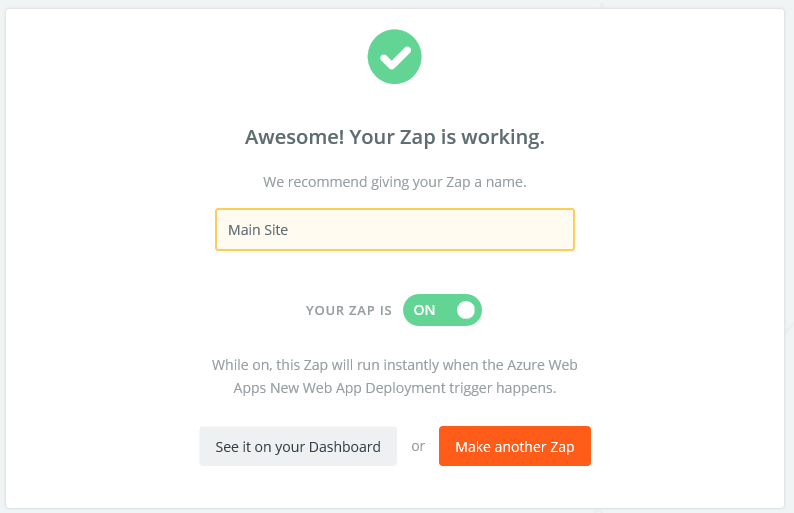 Awesome! Your Zap is working.
We recommend giving your Zap a name.
Main Site
YOUR ZAP IS ON
While on, this Zap will run instantly when the Azure Web
Apps New Web App Deployment trigger happens.
See it on your Dashboard or Make another Zap